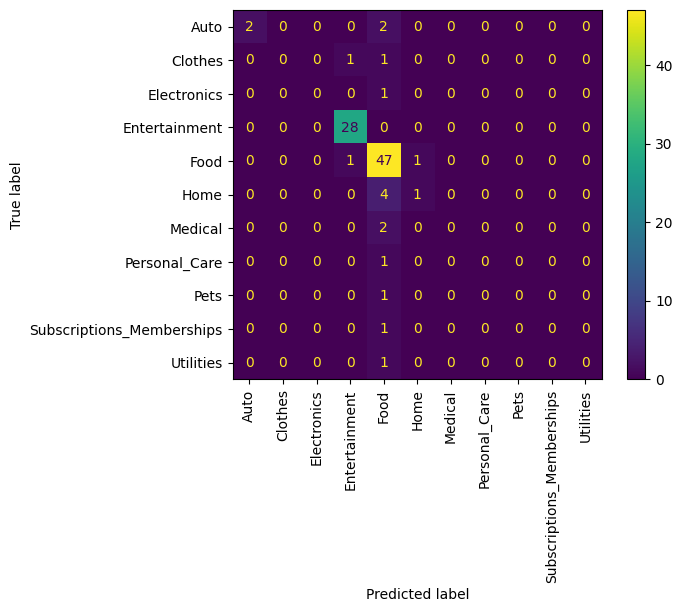 Auto 2 0 0 0 2 0 0 0 0 0 0
Clothes 0 0 0 1 1 0 0 0 0 0 0
Electronics 0 0 0 0 1 0 0 0 0 0 0
Entertainment 0 0 0 28 0 0 0 0 0 0 0
Food 0 0 0 1 47 1 0 0 0 0 0
Home 0 0 0 0 4 1 0 0 0 0 0
Medical 0 0 0 0 2 0 0 0 0 0 0
Personal_Care 0 0 0 0 1 0 0 0 0 0 0
Pets 0 0 0 0 1 0 0 0 0 0 0
Subscriptions_Memberships 0 0 0 0 1 0 0 0 0 0 0
Utilities 0 0 0 0 1 0 0 0 0 0 0
True label
Auto
Clothes
Electronics
Entertainment
Food
Home
Medical
Personal_Care
Pets
Subscriptions_Memberships
Utilities
Predicted label
40
30
20
10
0